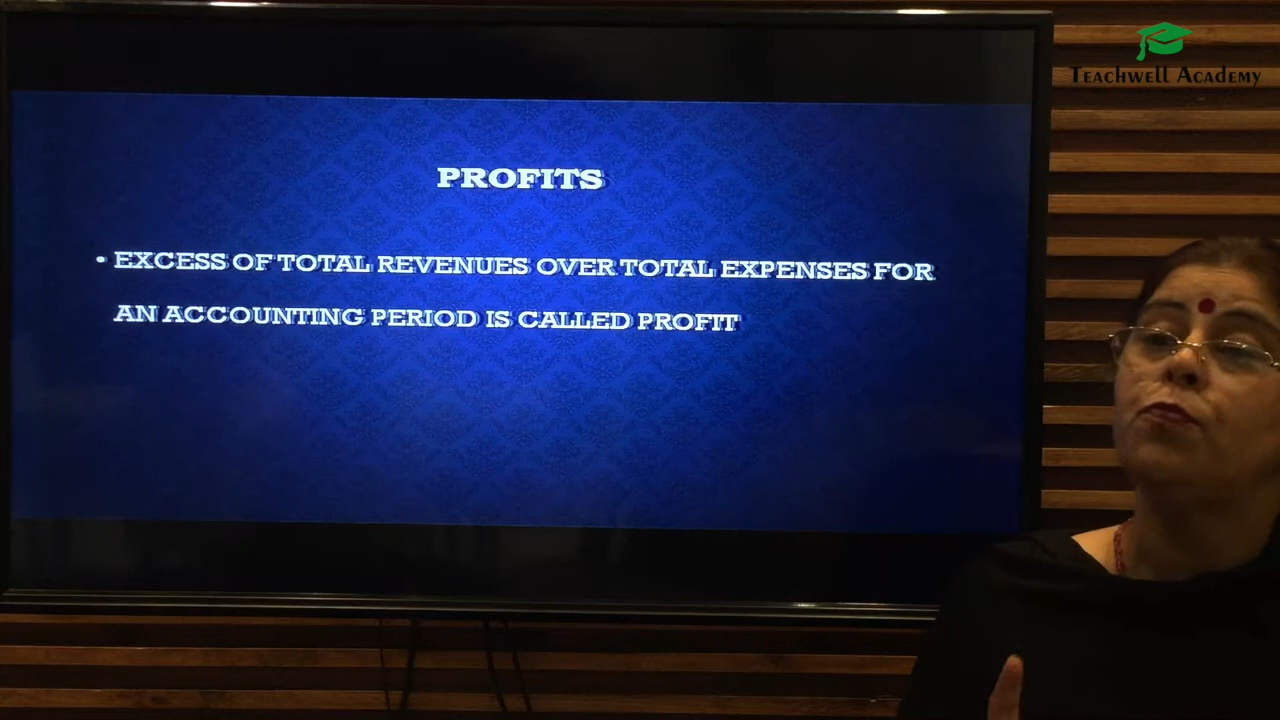 Teachwell Academy
PROFITS
• EXCESS OF TOTAL REVENUES OVER TOTAL EXPENSES FOR
AN ACCOUNTING PERIOD IS CALLED PROFIT